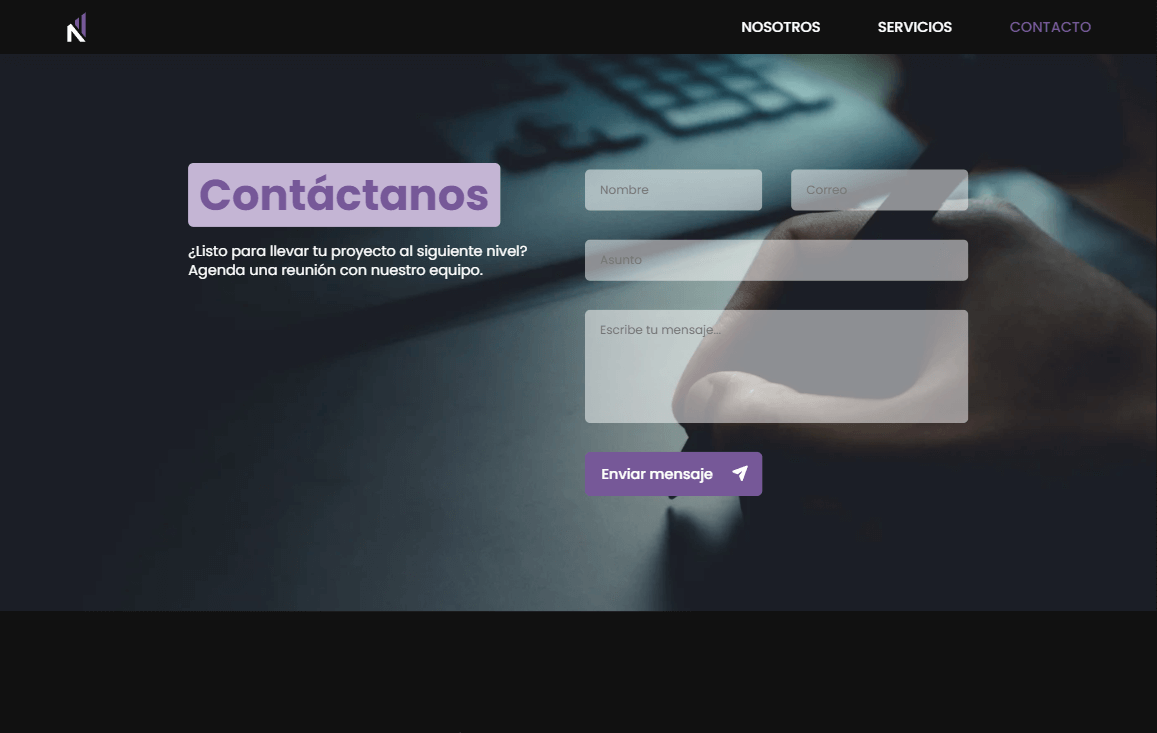 NOSOTROS
SERVICIOS
CONTACTO
Contáctanos
¿Listo para llevar tu proyecto al siguiente nivel?
Agenda una reunión con nuestro equipo.
Nombre
Correo
Asunto
Escribe tu mensaje...
Enviar mensaje